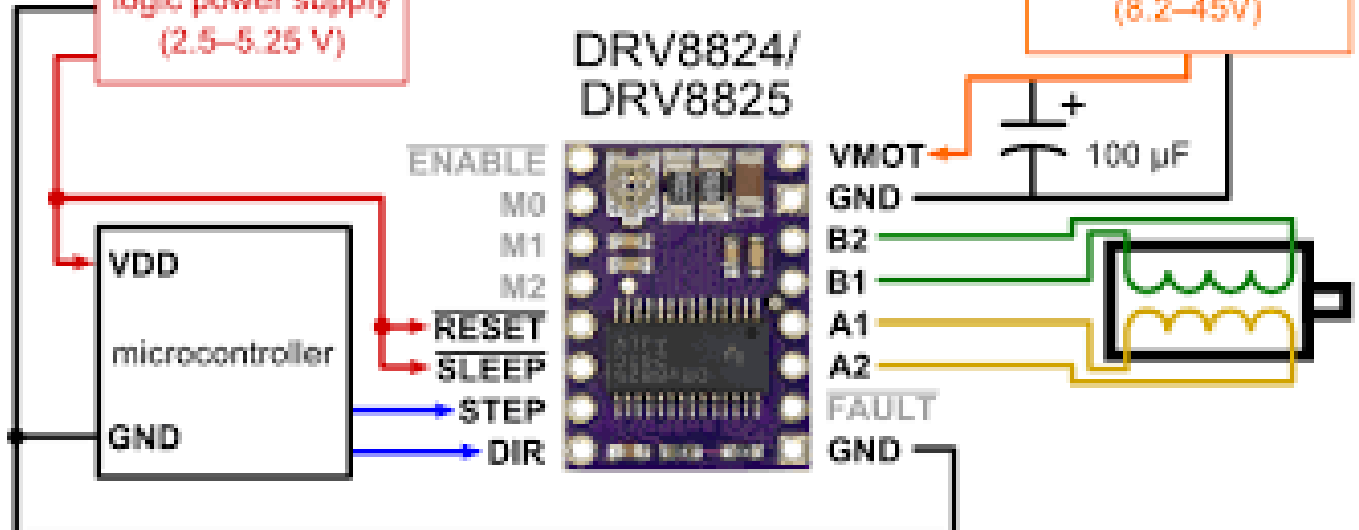 logic power supply
(2.5–5.25 V)
(8.2–45V)
DRV8824/
DRV8825
ENABLE
M0
M1
M2
RESET
SLEEP
STEP
DIR
VMOT
GND
B2
B1
A1
A2
FAULT
GND
+
100 µF
VDD
microcontroller
GND